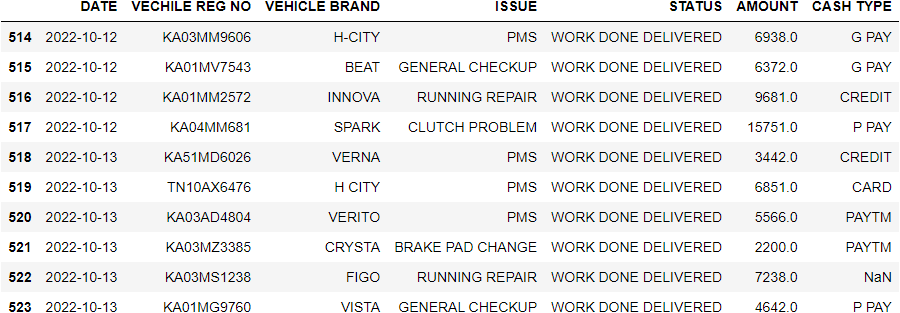 DATE VECHILE REG NO VEHICLE BRAND ISSUE STATUS AMOUNT CASH TYPE
514 2022-10-12 KA03MM9606 H-CITY PMS WORK DONE DELIVERED 6938.0 G PAY
515 2022-10-12 KA01MV7543 BEAT GENERAL CHECKUP WORK DONE DELIVERED 6372.0 G PAY
516 2022-10-12 KA01MM2572 INNOVA RUNNING REPAIR WORK DONE DELIVERED 9681.0 CREDIT
517 2022-10-12 KA04MM681 SPARK CLUTCH PROBLEM WORK DONE DELIVERED 15751.0 P PAY
518 2022-10-13 KA51MD6026 VERNA PMS WORK DONE DELIVERED 3442.0 CREDIT
519 2022-10-13 TN10AX6476 H CITY PMS WORK DONE DELIVERED 6851.0 CARD
520 2022-10-13 KA03AD4804 VERITO PMS WORK DONE DELIVERED 5566.0 PAYTM
521 2022-10-13 KA03MZ3385 CRYSTA BRAKE PAD CHANGE WORK DONE DELIVERED 2200.0 PAYTM
522 2022-10-13 KA03MS1238 FIGO RUNNING REPAIR WORK DONE DELIVERED 7238.0 NaN
523 2022-10-13 KA01MG9760 VISTA GENERAL CHECKUP WORK DONE DELIVERED 4642.0 P PAY